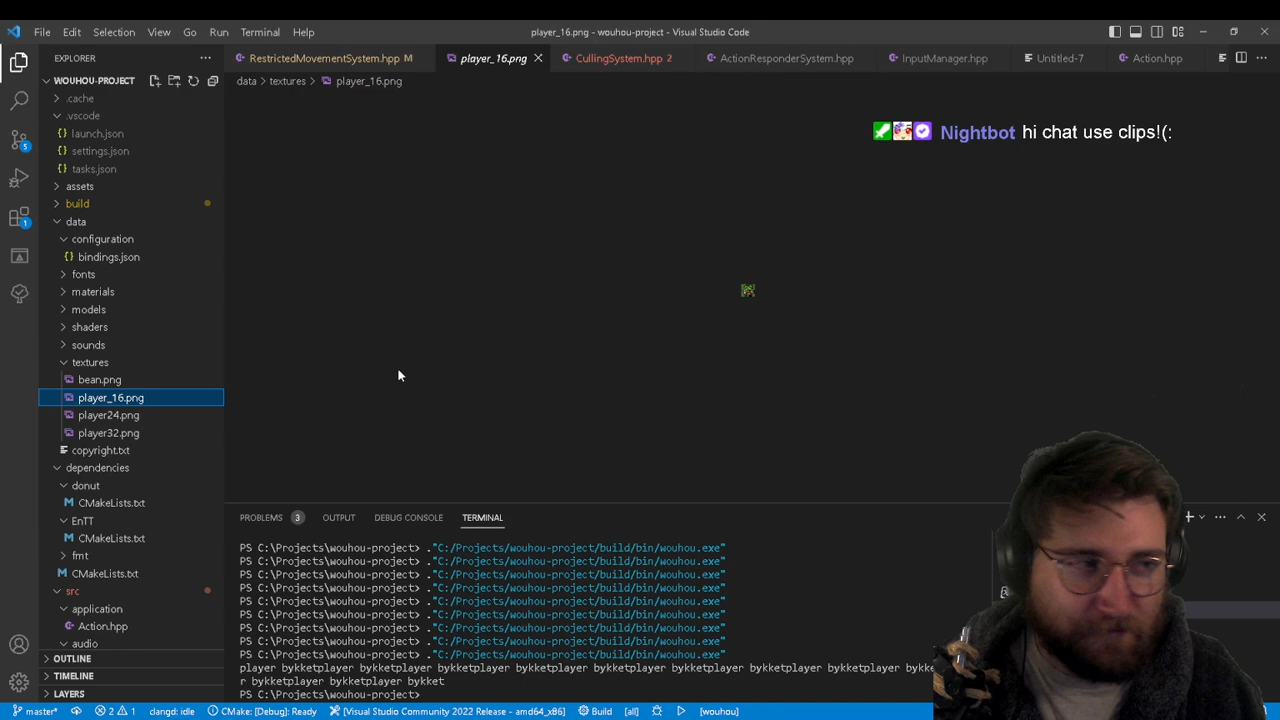 File Edit Selection View Go Run Terminal Help
player_16.png - wouhou-project - Visual Studio Code
EXPLORER
RestrictedMovementSystem.hpp M
player_16.png
CullingSystem.hpp 2
ActionResponderSystem.hpp
InputManager.hpp
Untitled-7
Action.hpp
WOUHOU-PROJECT
data > textures > player_16.png
.cache
.vscode
launch.json
settings.json
tasks.json
assets
build
data
configuration
bindings.json
fonts
materials
models
shaders
sounds
textures
bean.png
player_16.png
player24.png
player32.png
copyright.txt
dependencies
donut
CMakeLists.txt
EnTT
CMakeLists.txt
fmt
CMakeLists.txt
src
application
Action.hpp
audio
OUTLINE
TIMELINE
LAYERS
5
1
Nightbot hi chat use clips!(:
PROBLEMS 3 OUTPUT DEBUG CONSOLE TERMINAL
PS C:\Projects\wouhou-project> ."C:/Projects/wouhou-project/build/bin/wouhou.exe"
PS C:\Projects\wouhou-project> ."C:/Projects/wouhou-project/build/bin/wouhou.exe"
PS C:\Projects\wouhou-project> ."C:/Projects/wouhou-project/build/bin/wouhou.exe"
PS C:\Projects\wouhou-project> ."C:/Projects/wouhou-project/build/bin/wouhou.exe"
PS C:\Projects\wouhou-project> ."C:/Projects/wouhou-project/build/bin/wouhou.exe"
PS C:\Projects\wouhou-project> ."C:/Projects/wouhou-project/build/bin/wouhou.exe"
PS C:\Projects\wouhou-project> ."C:/Projects/wouhou-project/build/bin/wouhou.exe"
PS C:\Projects\wouhou-project> ."C:/Projects/wouhou-project/build/bin/wouhou.exe"
PS C:\Projects\wouhou-project> ."C:/Projects/wouhou-project/build/bin/wouhou.exe"
player bykketplayer bykketplayer bykketplayer bykketplayer bykketplayer bykketplayer bykketplayer bykketplayer bykke
r bykketplayer bykket
PS C:\Projects\wouhou-project>
master* 2 1 clangd: idle CMake: [Debug]: Ready [Visual Studio Community 2022 Release - amd64_x86] Build [all] [wouhou]